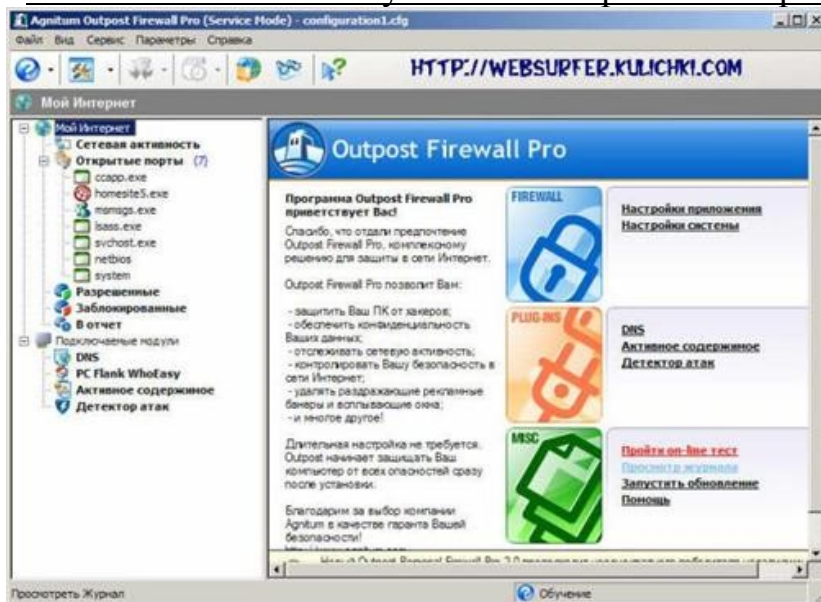 Agnitum Outpost Firewall Pro (Service Mode) - configuration1.cfg
Файл Вид Сервис Параметры Справка
HTTP://WEBSURFER.KULICHKI.COM
Мой Интернет
Мой Интернет
Сетевая активность
Открытые порты (7)
ccapp.exe
homesite5.exe
msmsgs.exe
lsass.exe
svchost.exe
netbios
system
Разрешенные
Заблокированные
В отчет
Подключаемые модули
DNS
PC Flank WhoEasy
Активное содержимое
Детектор атак
Outpost Firewall Pro
Программа Outpost Firewall Pro
приветствует Вас!
Спасибо, что отдали предпочтение
Outpost Firewall Pro, комплексному
решению для защиты в сети Интернет.
Outpost Firewall Pro позволит Вам:
- защитить Ваш ПК от хакеров;
- обеспечить конфиденциальность
Ваших данных;
- отслеживать сетевую активность;
- контролировать Вашу безопасность в
сети Интернет;
- удалять раздражающие рекламные
банеры и всплывающие окна;
- и многое другое!
Длительная настройка не требуется.
Outpost начинает защищать Ваш
компьютер от всех опасностей сразу
после установки.
Благодарим за выбор компании
Agnitum в качестве гаранта Вашей
безопасности!
FIREWALL
Настройки приложения
Настройки системы
PLUG-INS
DNS
Активное содержимое
Детектор атак
MISC
Пройти on-line тест
Просмотр журнала
Запустить обновление
Помощь
Просмотреть Журнал
Обучение